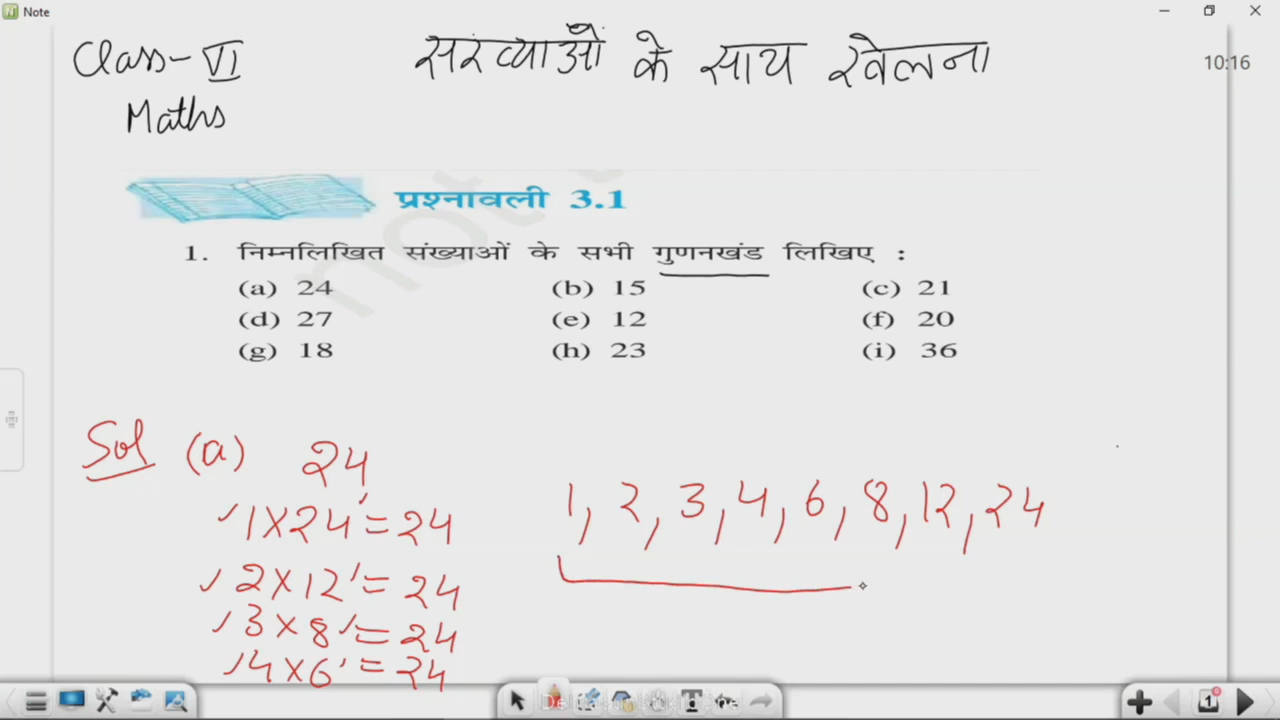 Note
Class-VI संख्याओं के साथ खेलना
10:16
Maths
प्रश्नावली 3.1
1. निम्नलिखित संख्याओं के सभी गुणनखंड लिखिए :
(a) 24 (b) 15 (c) 21
(d) 27 (e) 12 (f) 20
(g) 18 (h) 23 (i) 36
Sol (a) 24
1×24=24
1, 2, 3, 4, 6, 8, 12, 24
2×12=24
3×8=24
4×6=24
1